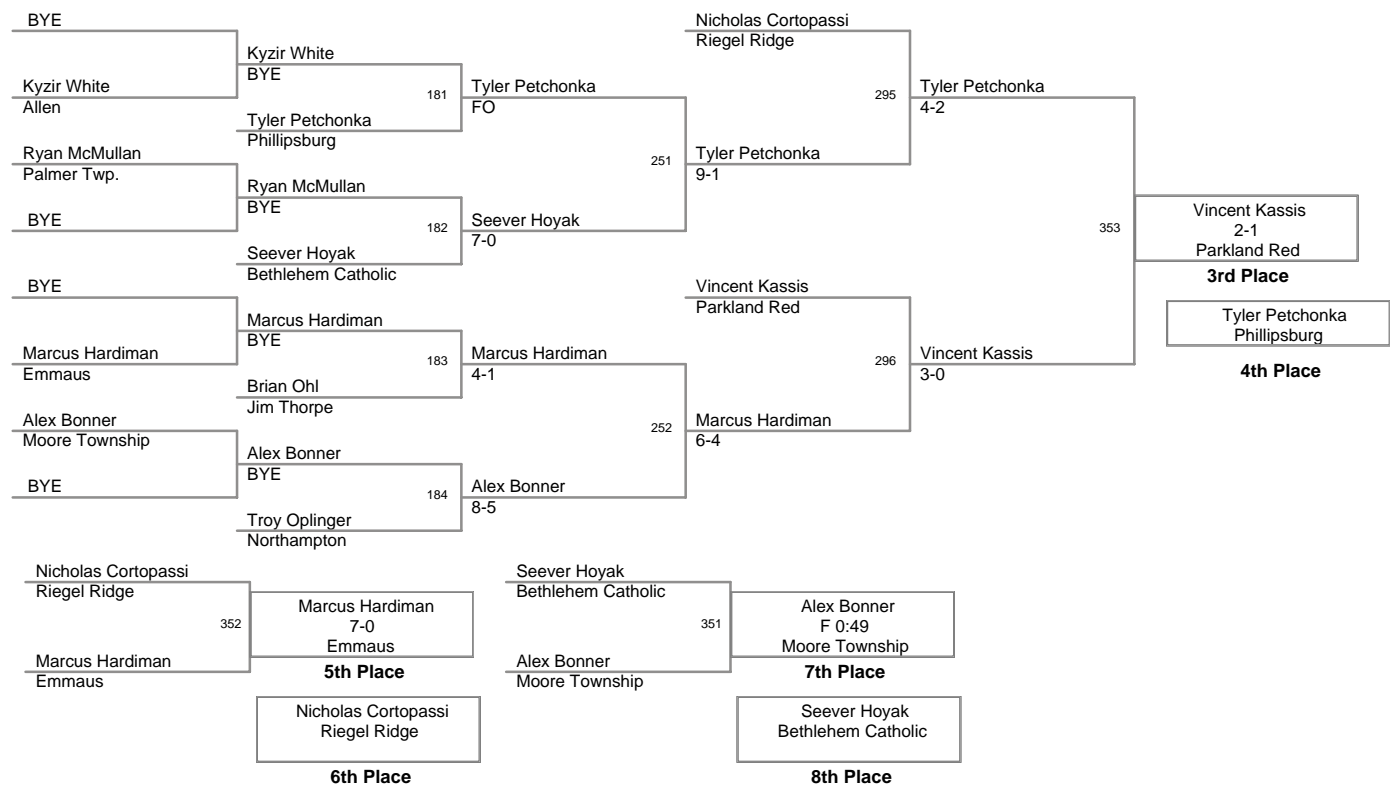 BYE
Kyzir White
Allen
Ryan McMullan
Palmer Twp.
BYE
BYE
Marcus Hardiman
Emmaus
Alex Bonner
Moore Township
BYE
Kyzir White
BYE
181
Tyler Petchonka
Phillipsburg
Ryan McMullan
BYE
182
Seever Hoyak
Bethlehem Catholic
Marcus Hardiman
BYE
183
Brian Ohl
Jim Thorpe
Alex Bonner
BYE
184
Troy Oplinger
Northampton
Tyler Petchonka
FO
251
Seever Hoyak
7-0
Marcus Hardiman
4-1
252
Alex Bonner
8-5
Nicholas Cortopassi
Riegel Ridge
295
Tyler Petchonka
9-1
Vincent Kassis
Parkland Red
296
Marcus Hardiman
6-4
Tyler Petchonka
4-2
353
Vincent Kassis
3-0
Vincent Kassis
2-1
Parkland Red
3rd Place
Tyler Petchonka
Phillipsburg
4th Place
Nicholas Cortopassi
Riegel Ridge
352
Marcus Hardiman
Emmaus
Marcus Hardiman
7-0
Emmaus
5th Place
Nicholas Cortopassi
Riegel Ridge
6th Place
Seever Hoyak
Bethlehem Catholic
351
Alex Bonner
Moore Township
Alex Bonner
F 0:49
Moore Township
7th Place
Seever Hoyak
Bethlehem Catholic
8th Place